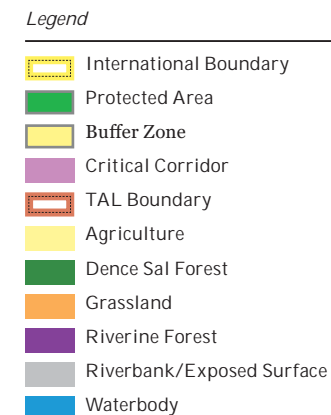 Legend
International Boundary
Protected Area
Buffer Zone
Critical Corridor
TAL Boundary
Agriculture
Dence Sal Forest
Grassland
Riverine Forest
Riverbank/Exposed Surface
Waterbody